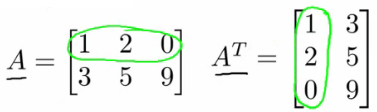 A = [1 2 0
3 5 9]
A^T = [1 3
2 5
0 9]